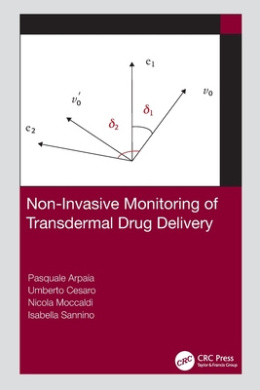 c₁
v₀′
v₀
δ₁
δ₂
c₂
Non-Invasive Monitoring of
Transdermal Drug Delivery
Pasquale Arpaia
Umberto Cesaro
Nicola Moccaldi
Isabella Sannino
CRC
CRC Press
Taylor & Francis Group